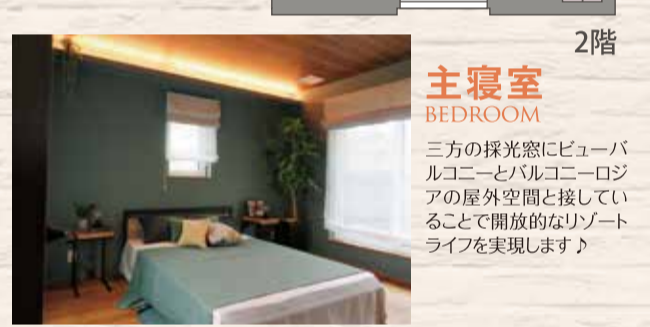 2階
主寝室
BEDROOM
三方の採光窓にビューバ
ルコニーとバルコニーロジ
アの屋外空間と接してい
ることで開放的なリゾート
ライフを実現します♪